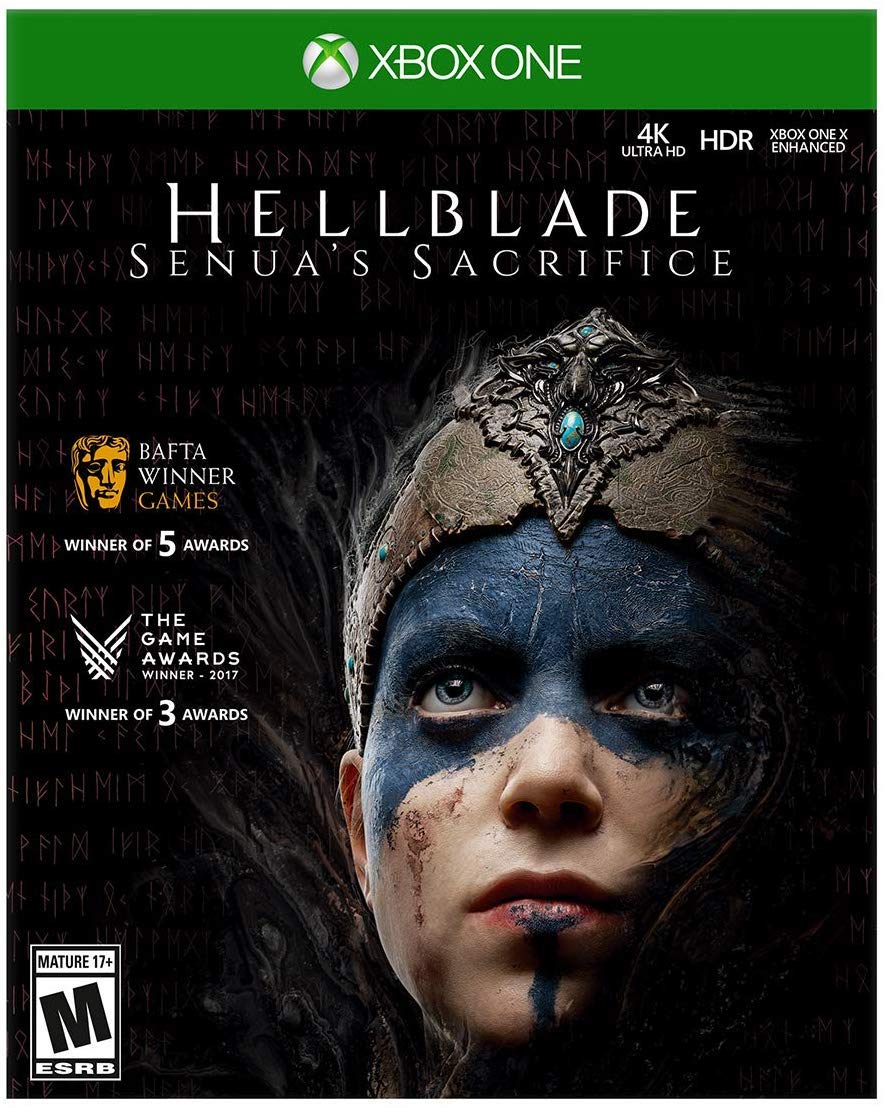 XBOX ONE
4K
ULTRA HD
HDR
XBOX ONE X
ENHANCED
HELLBLADE
SENUA'S SACRIFICE
BAFTA
WINNER
GAMES
WINNER OF 5 AWARDS
THE
GAME
AWARDS
WINNER - 2017
WINNER OF 3 AWARDS
MATURE 17+
M
ESRB